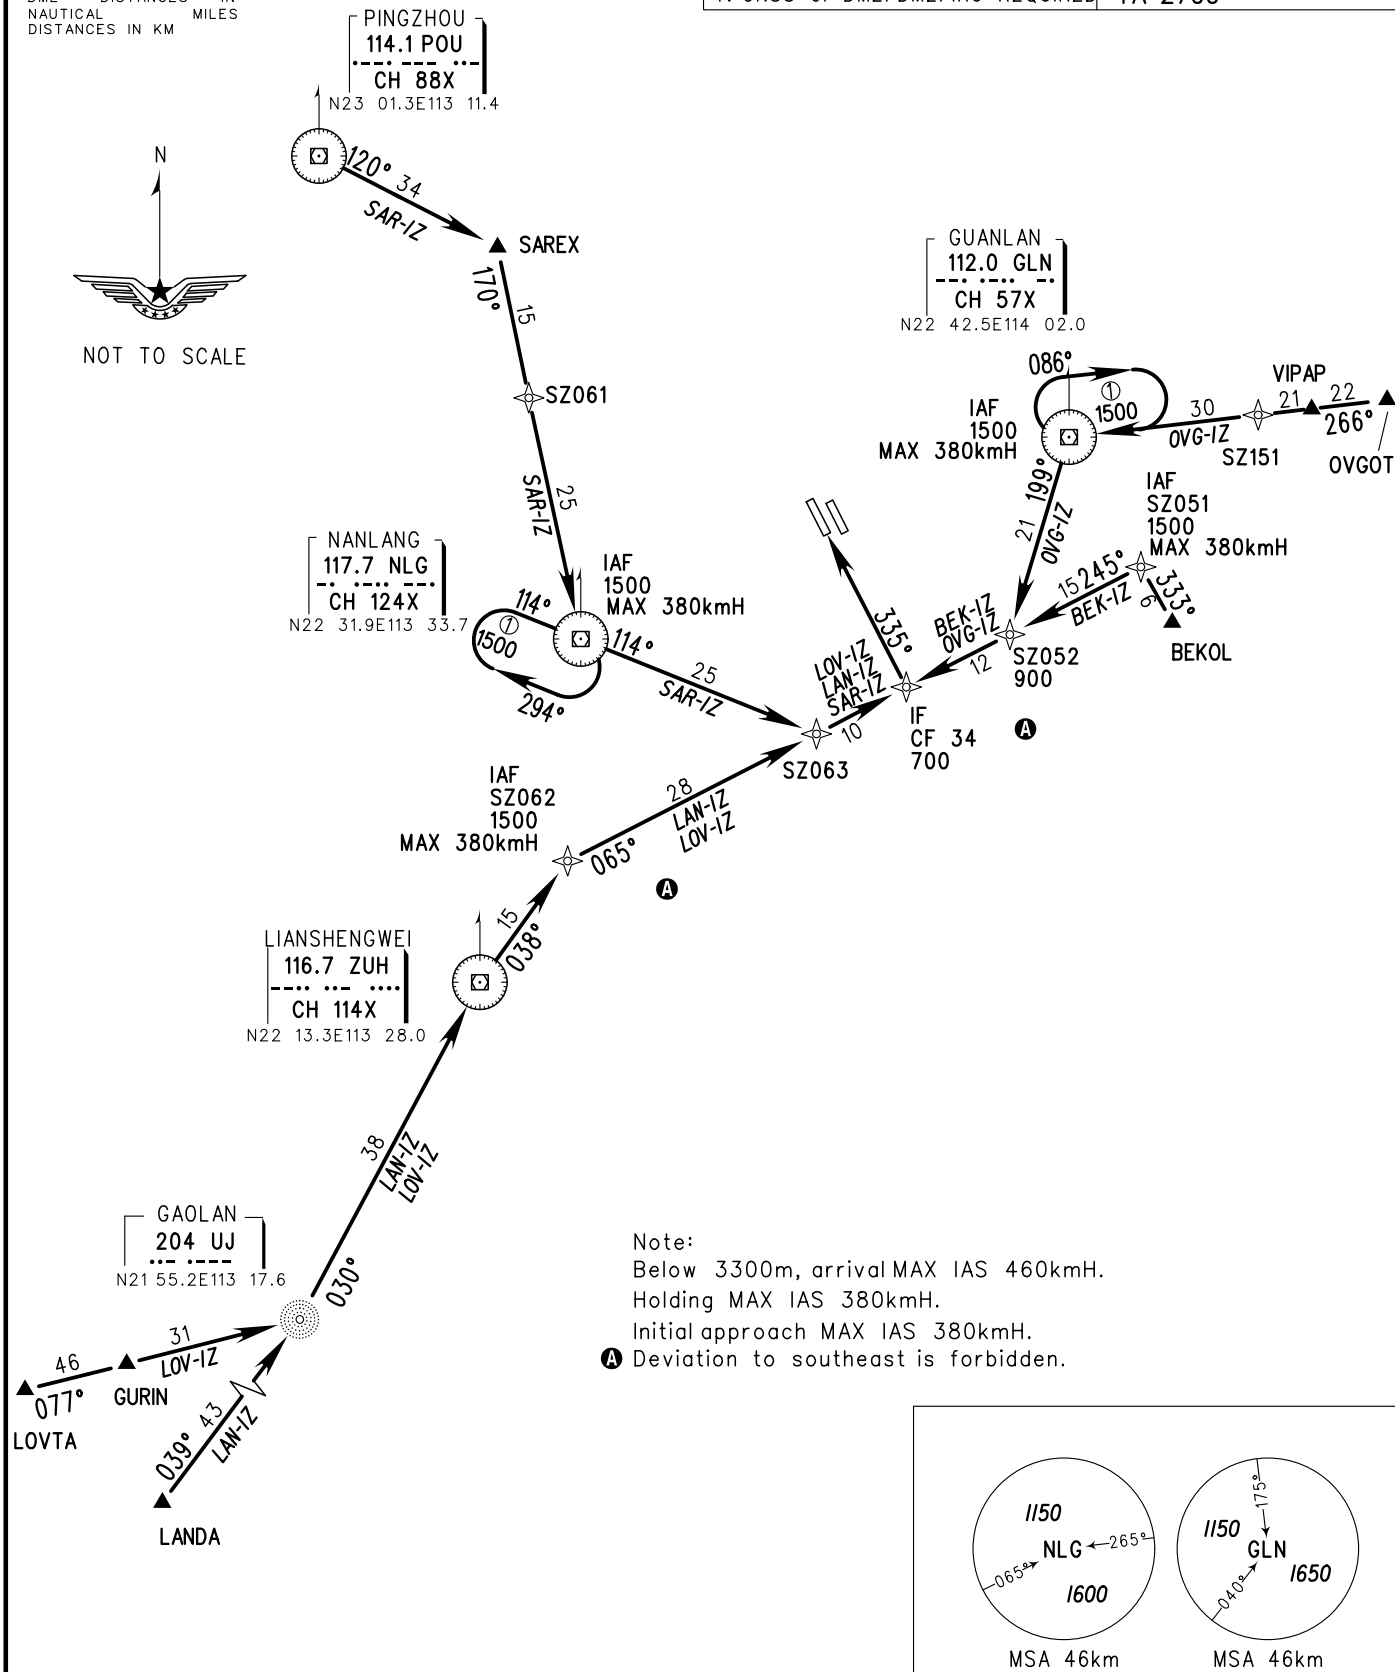 NAUTICAL MILES
DISTANCES IN KM
TA 2700
PINGZHOU
114.1 POU
CH 88X
N23 01.3E113 11.4
N
NOT TO SCALE
120°
34
SAR-IZ
SAREX
170°
15
SZ061
25
SAR-IZ
GUANLAN
112.0 GLN
CH 57X
N22 42.5E114 02.0
086°
①
1500
IAF
1500
MAX 380kmH
30
OVG-IZ
SZ151
21
VIPAP
22
266°
OVGOT
199°
21
OVG-IZ
IAF
SZ051
1500
MAX 380kmH
15
245°
BEK-IZ
333°
9
BEKOL
NANLANG
117.7 NLG
CH 124X
N22 31.9E113 33.7
IAF
1500
MAX 380kmH
114°
①
1500
294°
114°
25
SAR-IZ
335°
BEK-IZ
OVG-IZ
12
SZ052
900
LOV-IZ
LAN-IZ
SAR-IZ
10
IF
CF 34
700
A
SZ063
IAF
SZ062
1500
MAX 380kmH
28
LAN-IZ
LOV-IZ
065°
A
15
038°
LIANSHENGWEI
116.7 ZUH
CH 114X
N22 13.3E113 28.0
38
LAN-IZ
LOV-IZ
030°
GAOLAN
204 UJ
N21 55.2E113 17.6
46
077°
LOVTA
GURIN
31
LOV-IZ
039°
43
LAN-IZ
LANDA
Note:
Below 3300m, arrival MAX IAS 460kmH.
Holding MAX IAS 380kmH.
Initial approach MAX IAS 380kmH.
A Deviation to southeast is forbidden.
1150
NLG
265°
065°
1600
MSA 46km
175°
1150
GLN
1650
040°
MSA 46km